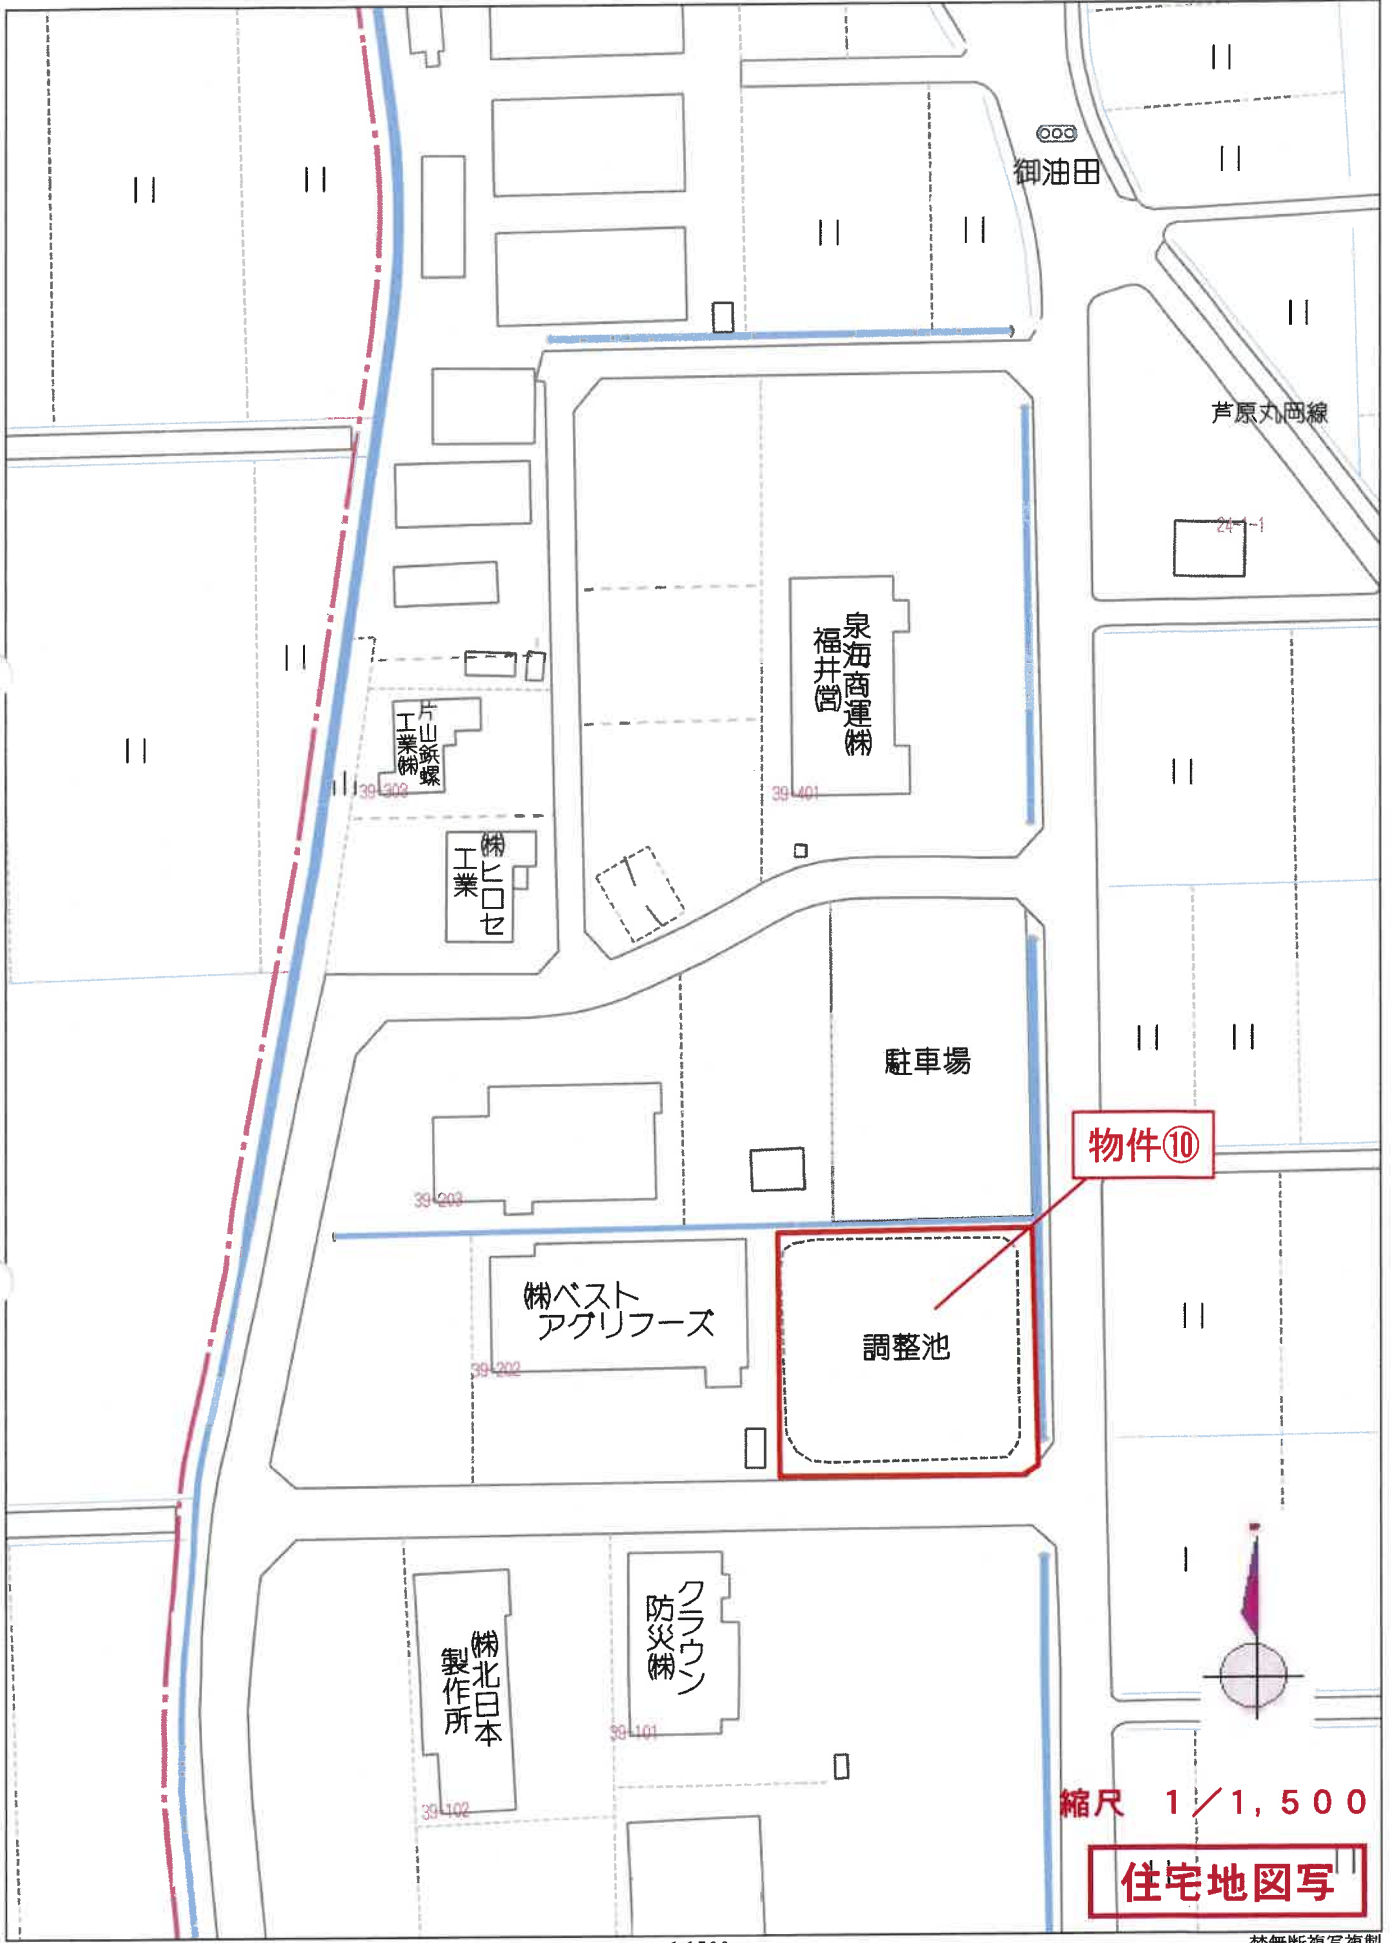 御油田
芦原丸岡線
24-1-1
泉海商運㈱
福井㈾
39-401
片山鋲螺
工業㈱
39-303
㈱ヒロセ
工業
駐車場
物件⑩
39-203
㈱ベスト
アグリフーズ
39-202
調整池
クラウン
防災㈱
39-101
㈱北日本
製作所
39-102
縮尺 1／1,500
住宅地図写